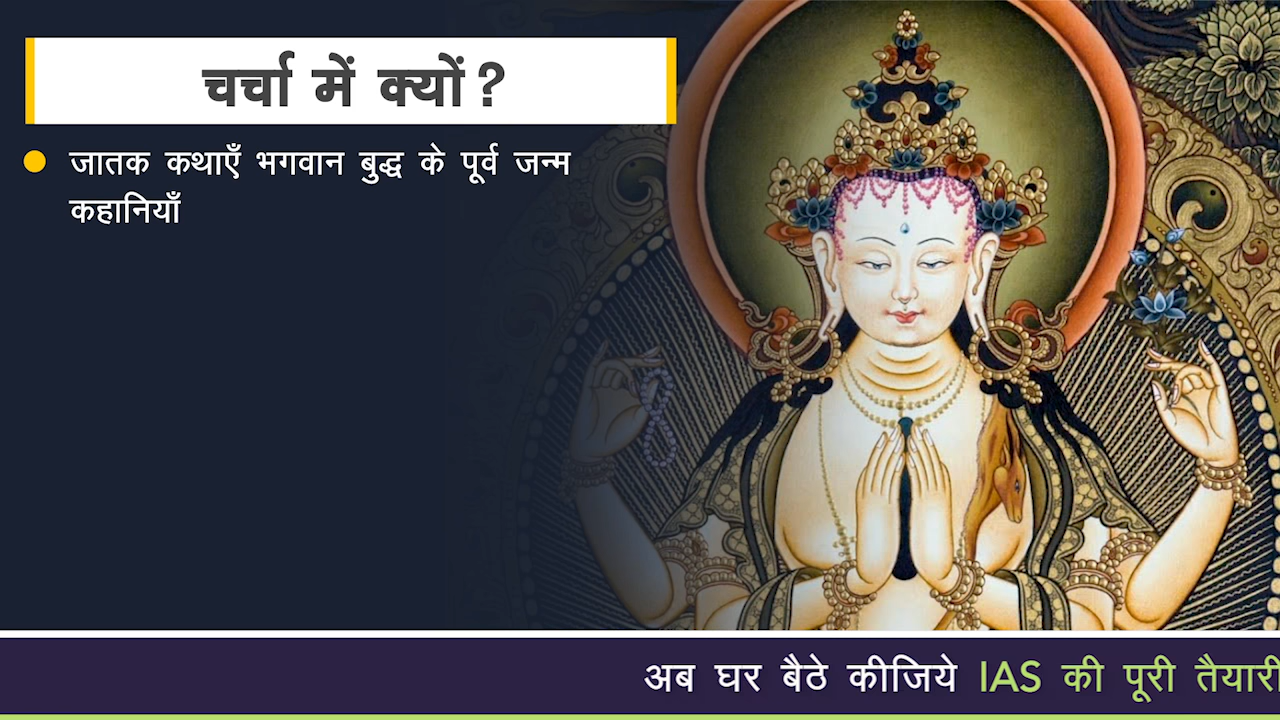 चर्चा में क्यों?
जातक कथाएँ भगवान बुद्ध के पूर्व जन्म
कहानियाँ
अब घर बैठे कीजिये IAS की पूरी तैयारी